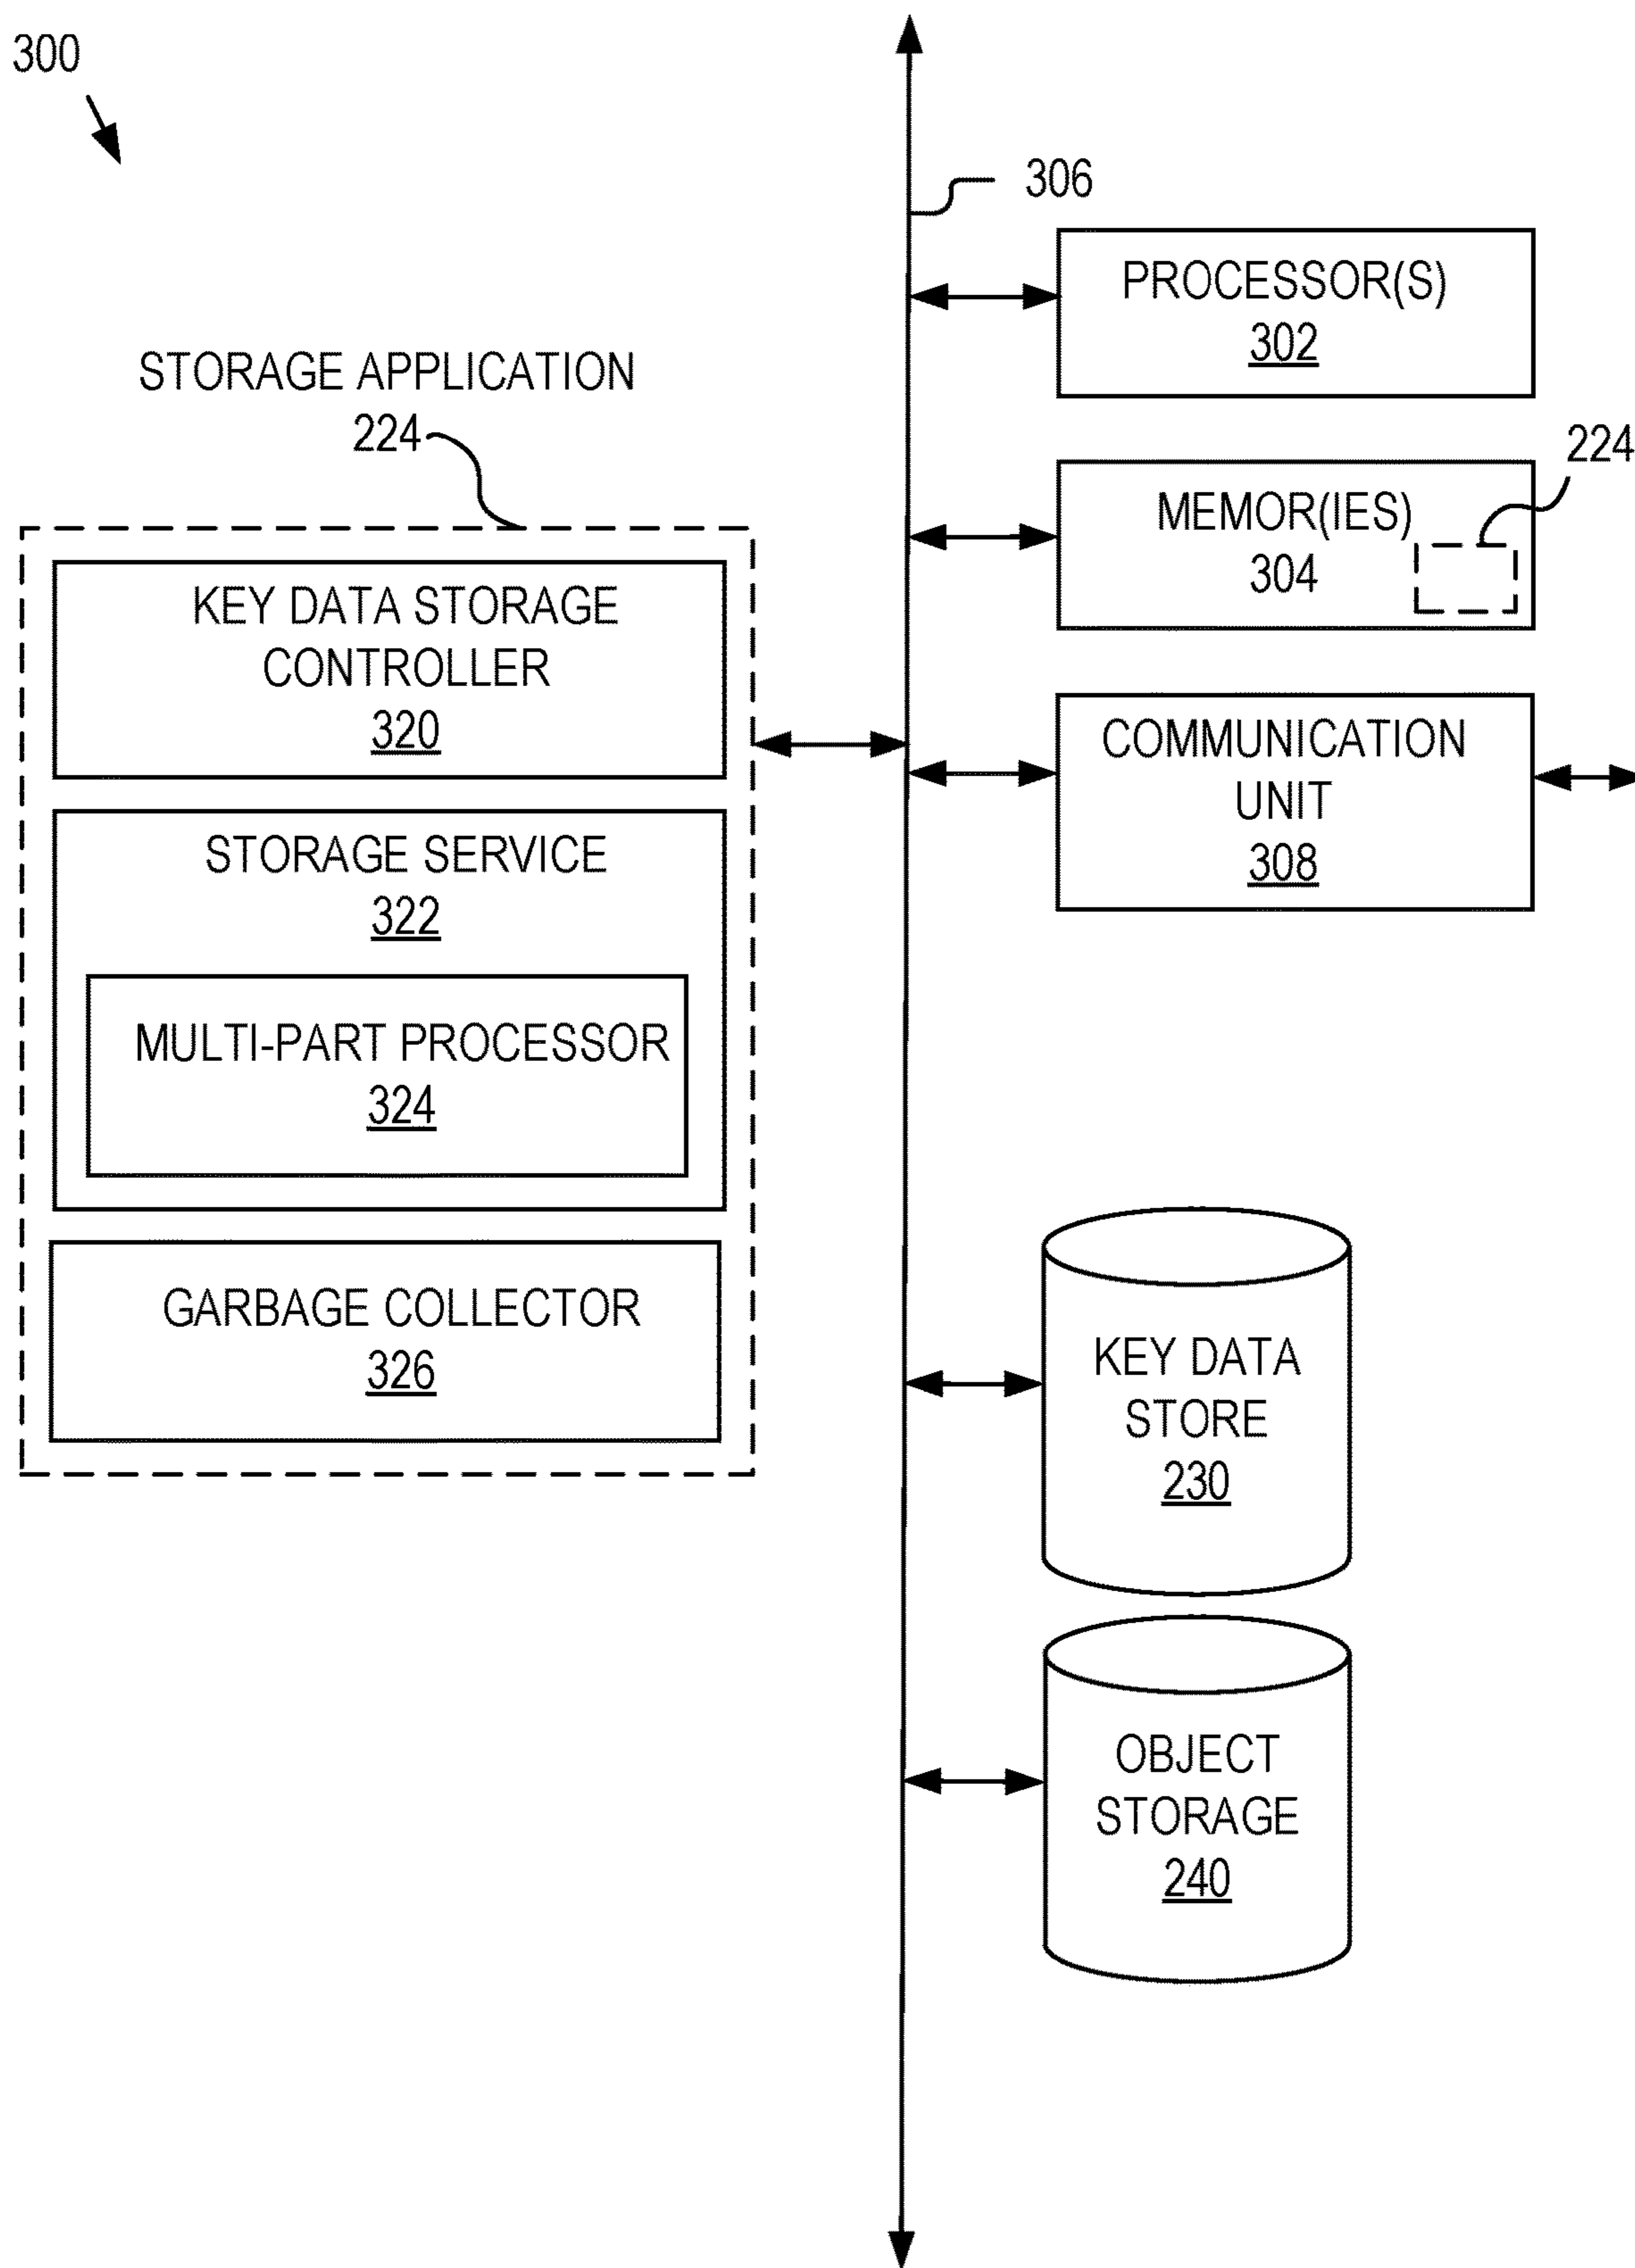 300
306
PROCESSOR(S)
302
STORAGE APPLICATION
224
224
MEMOR(IES)
304
KEY DATA STORAGE
CONTROLLER
320
COMMUNICATION
UNIT
308
STORAGE SERVICE
322
MULTI-PART PROCESSOR
324
GARBAGE COLLECTOR
326
KEY DATA
STORE
230
OBJECT
STORAGE
240